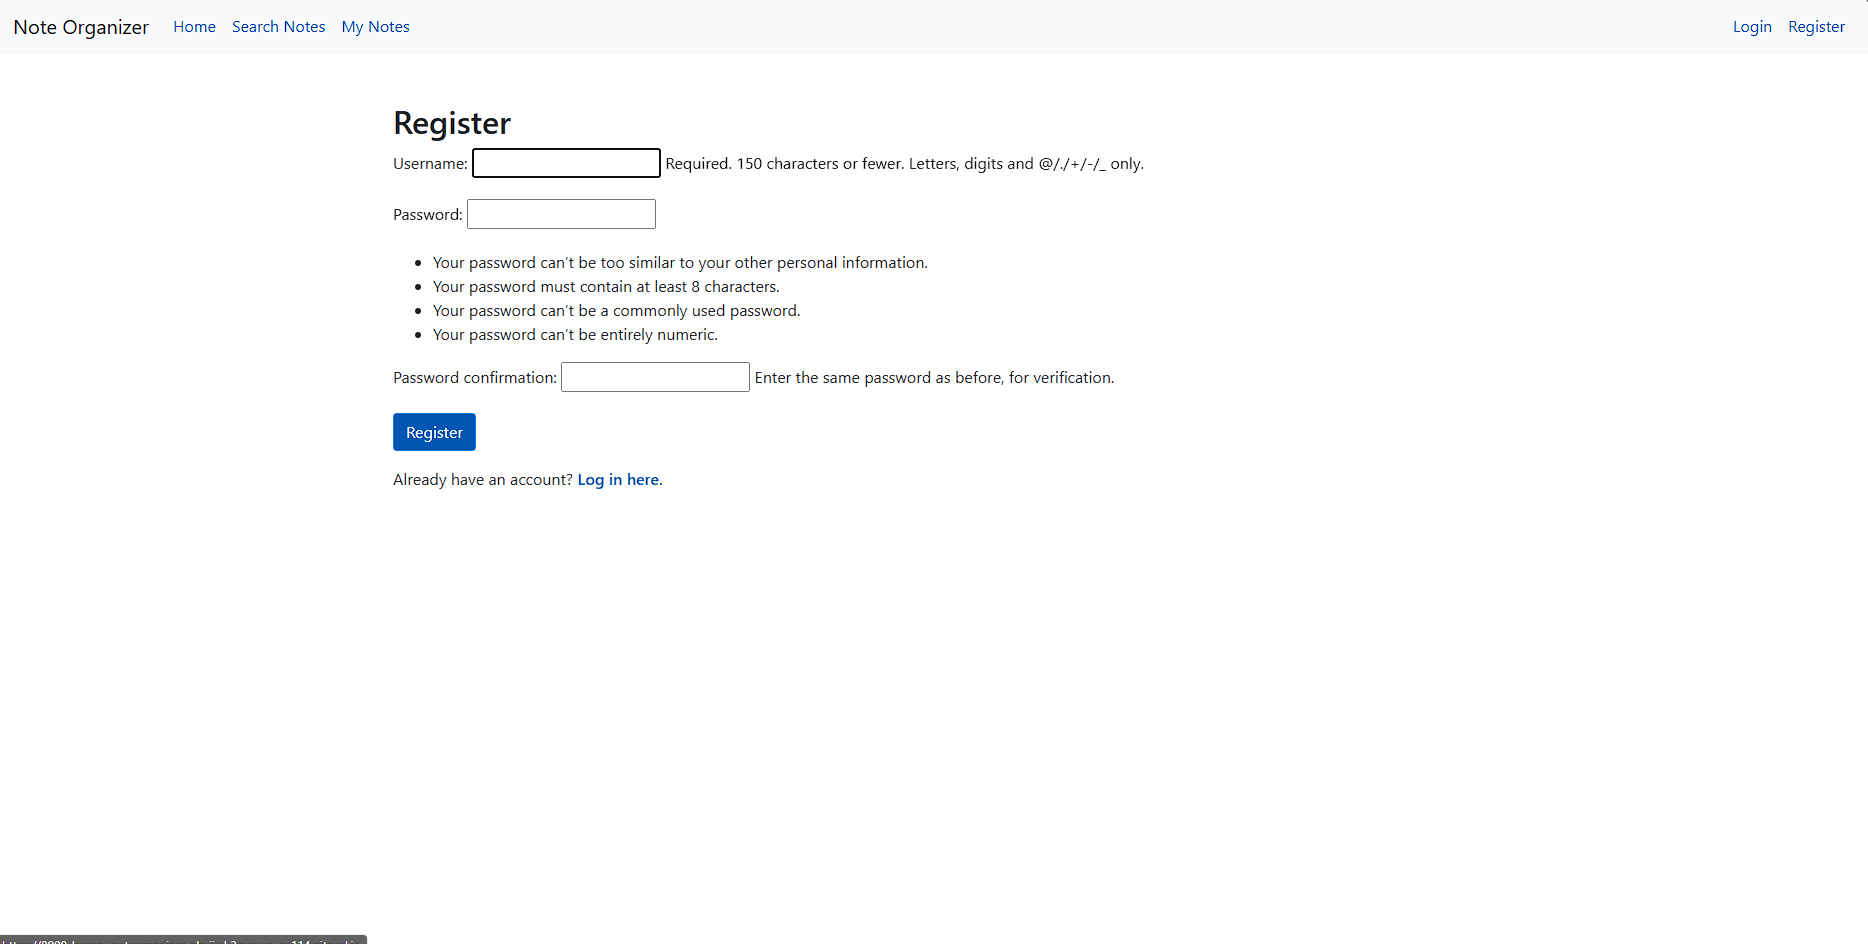 Note Organizer Home Search Notes My Notes Login Register
Register
Username: Required. 150 characters or fewer. Letters, digits and @/./+/-/_ only.
Password:
Your password can’t be too similar to your other personal information.
Your password must contain at least 8 characters.
Your password can’t be a commonly used password.
Your password can’t be entirely numeric.
Password confirmation: Enter the same password as before, for verification.
Register
Already have an account? Log in here.